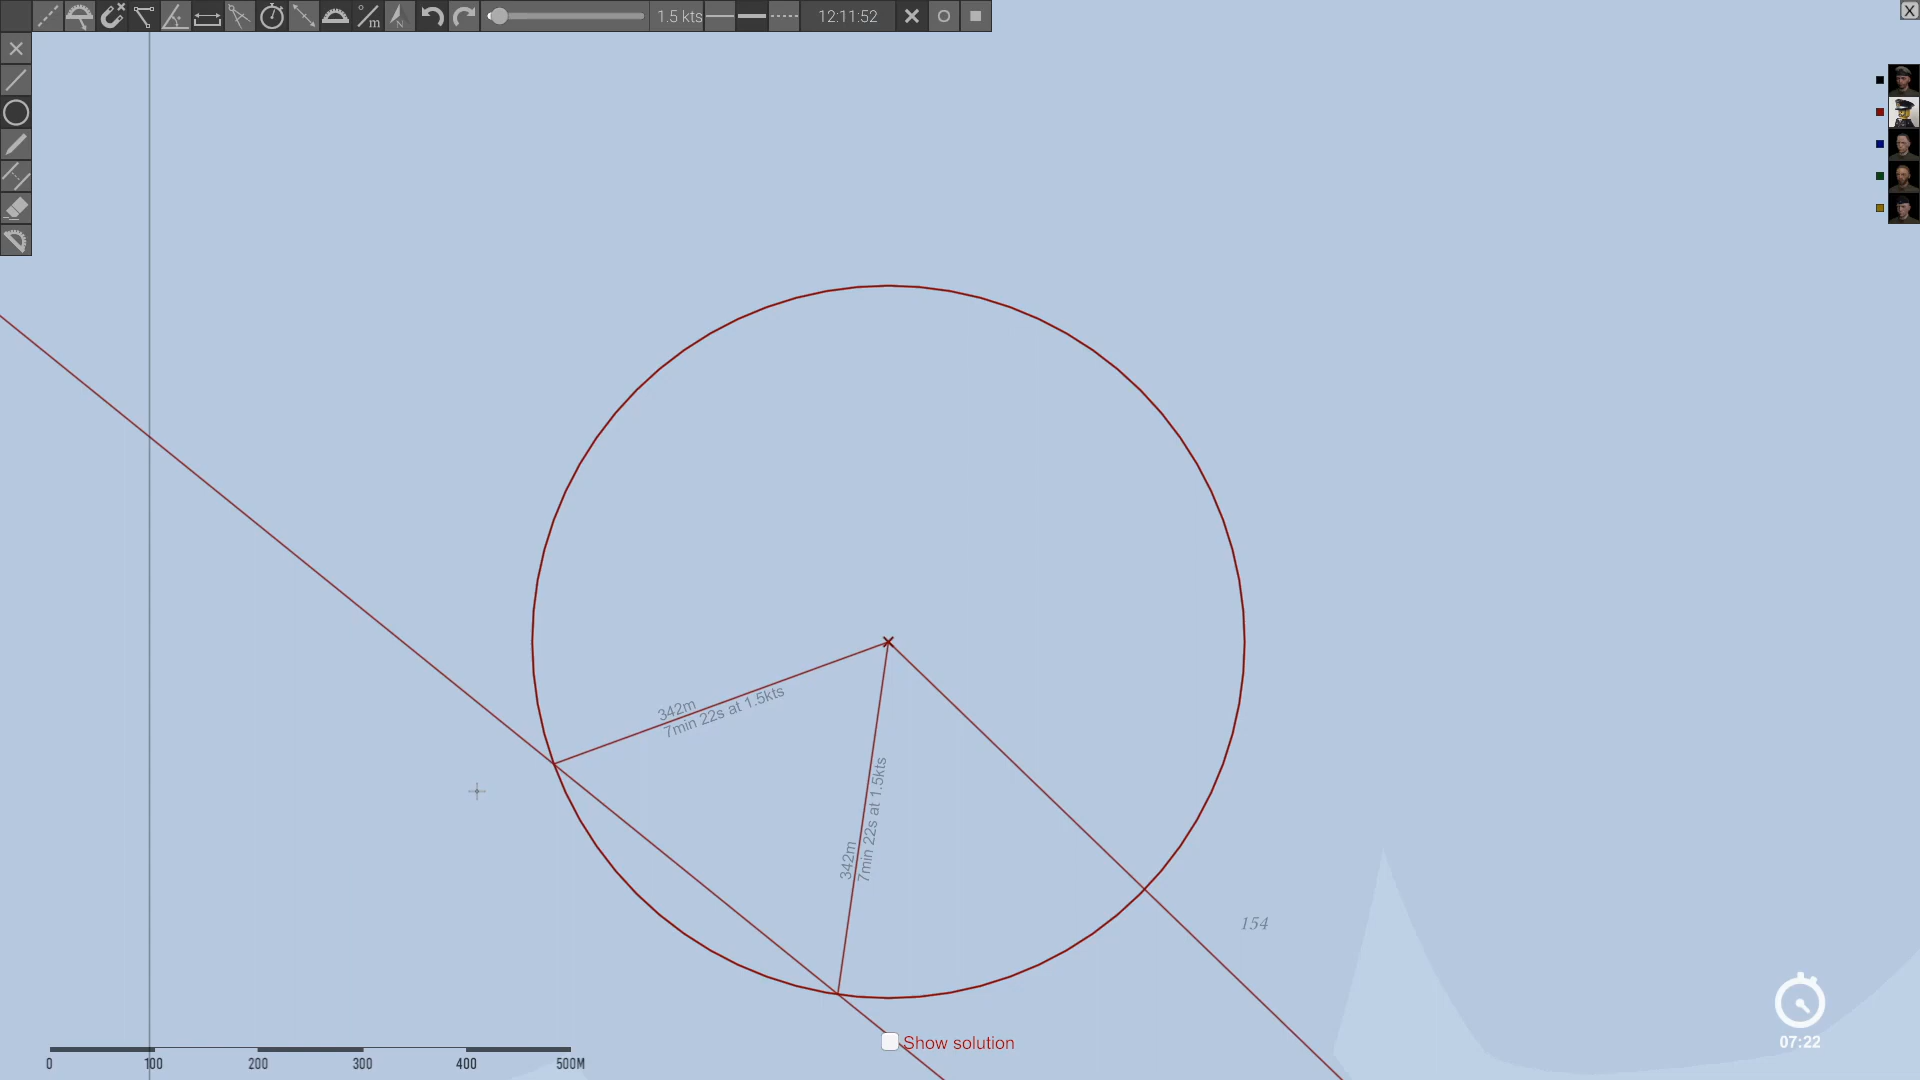 °/m
1.5 kts
12:11:52
X
N
342m
7min 22s at 1.5kts
342m
7min 22s at 1.5kts
154
Show solution
07:22
0 100 200 300 400 500M